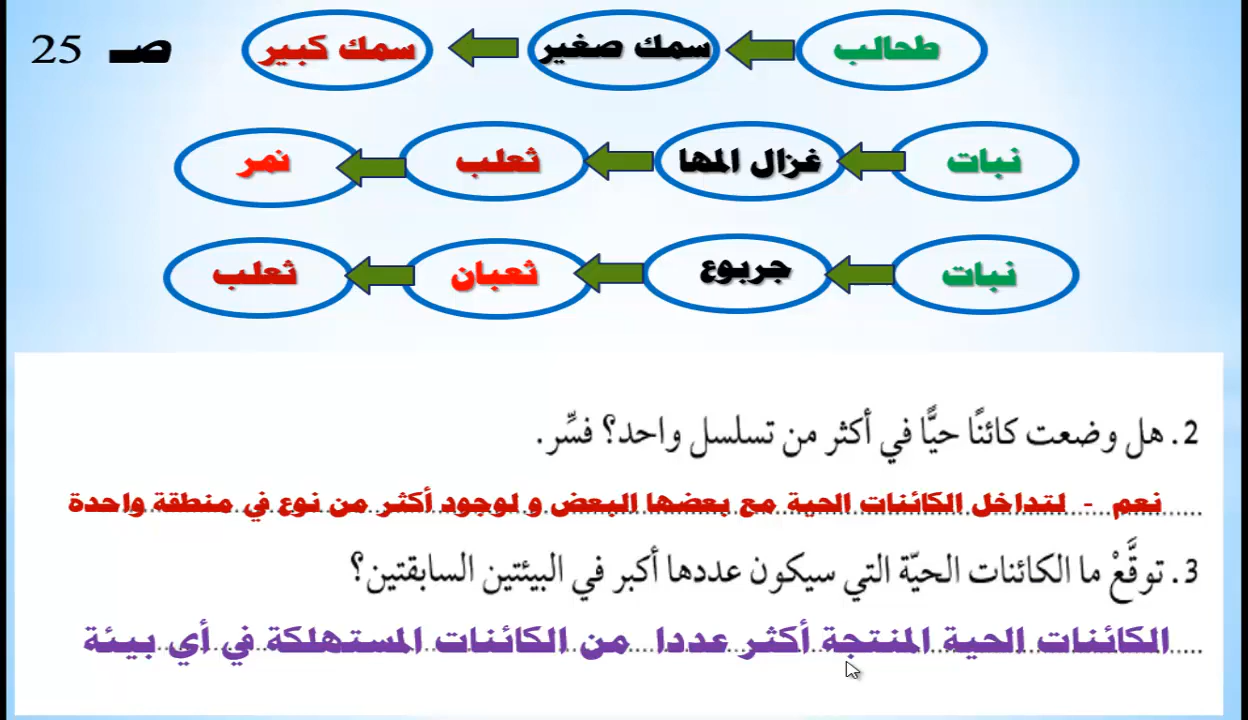 طحالب سمك صغير سمك كبير صـ 25
نبات غزال المها ثعلب نمر
نبات جربوع ثعبان ثعلب
2. هل وضعت كائنًا حيًّا في أكثر من تسلسل واحد؟ فسِّر.
نعم - لتداخل الكائنات الحية مع بعضها البعض و لوجود أكثر من نوع في منطقة واحدة
3. توقَّعْ ما الكائنات الحيّة التي سيكون عددها أكبر في البيئتين السابقتين؟
الكائنات الحية المنتجة أكثر عددا من الكائنات المستهلكة في أي بيئة